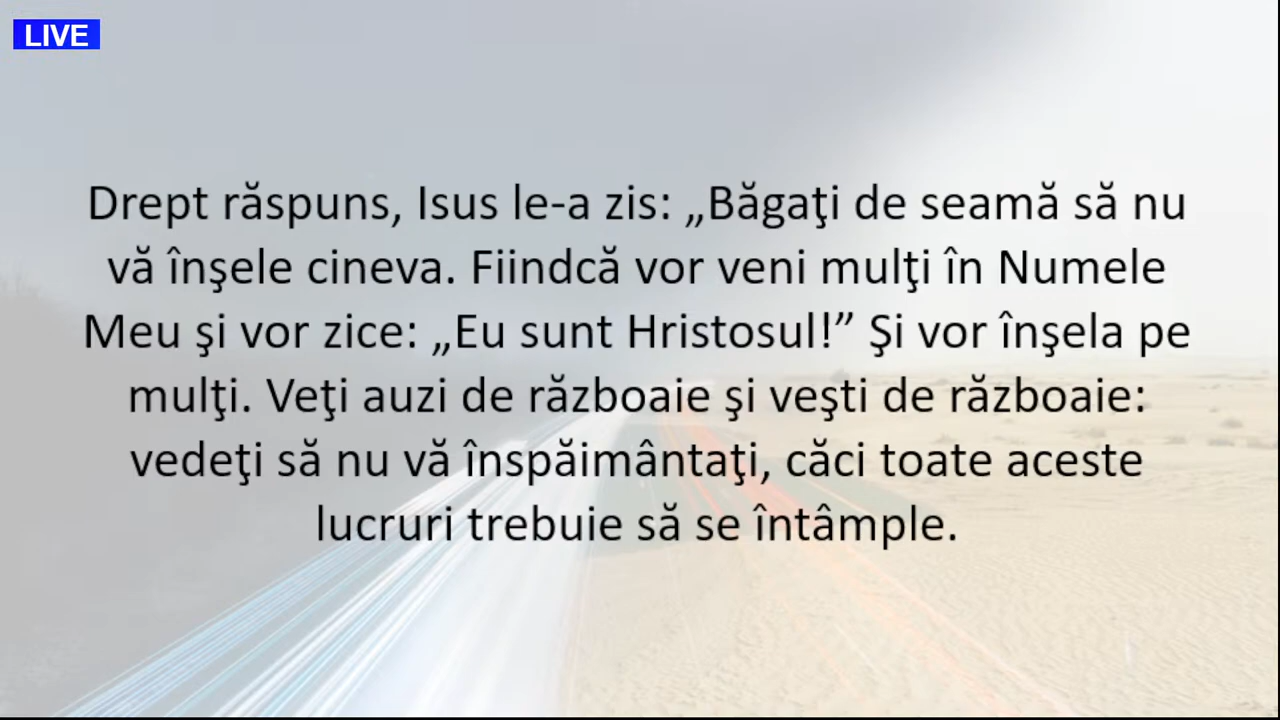 LIVE
Drept răspuns, Isus le-a zis: „Băgaţi de seamă să nu
vă înşele cineva. Fiindcă vor veni mulţi în Numele
Meu şi vor zice: „Eu sunt Hristosul!” Şi vor înşela pe
mulţi. Veţi auzi de războaie şi veşti de războaie:
vedeţi să nu vă înspăimântaţi, căci toate aceste
lucruri trebuie să se întâmple.